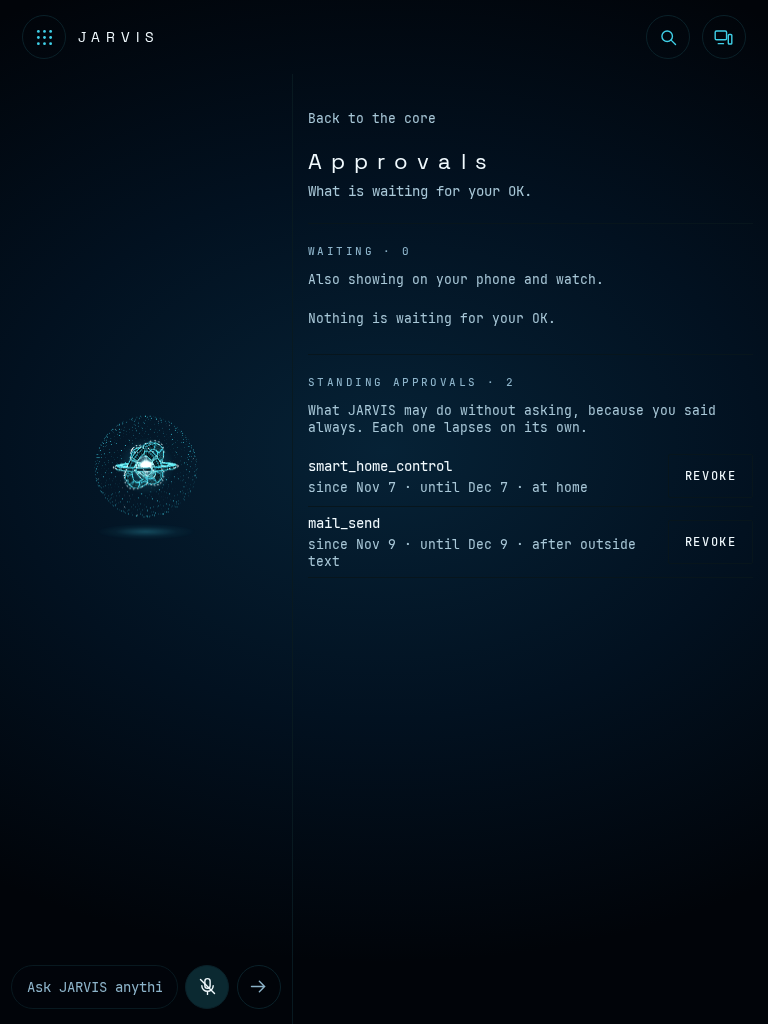 JARVIS
Back to the core
Approvals
What is waiting for your OK.
WAITING · 0
Also showing on your phone and watch.
Nothing is waiting for your OK.
STANDING APPROVALS · 2
What JARVIS may do without asking, because you said
always. Each one lapses on its own.
smart_home_control
since Nov 7 · until Dec 7 · at home
REVOKE
mail_send
since Nov 9 · until Dec 9 · after outside
text
REVOKE
Ask JARVIS anythi